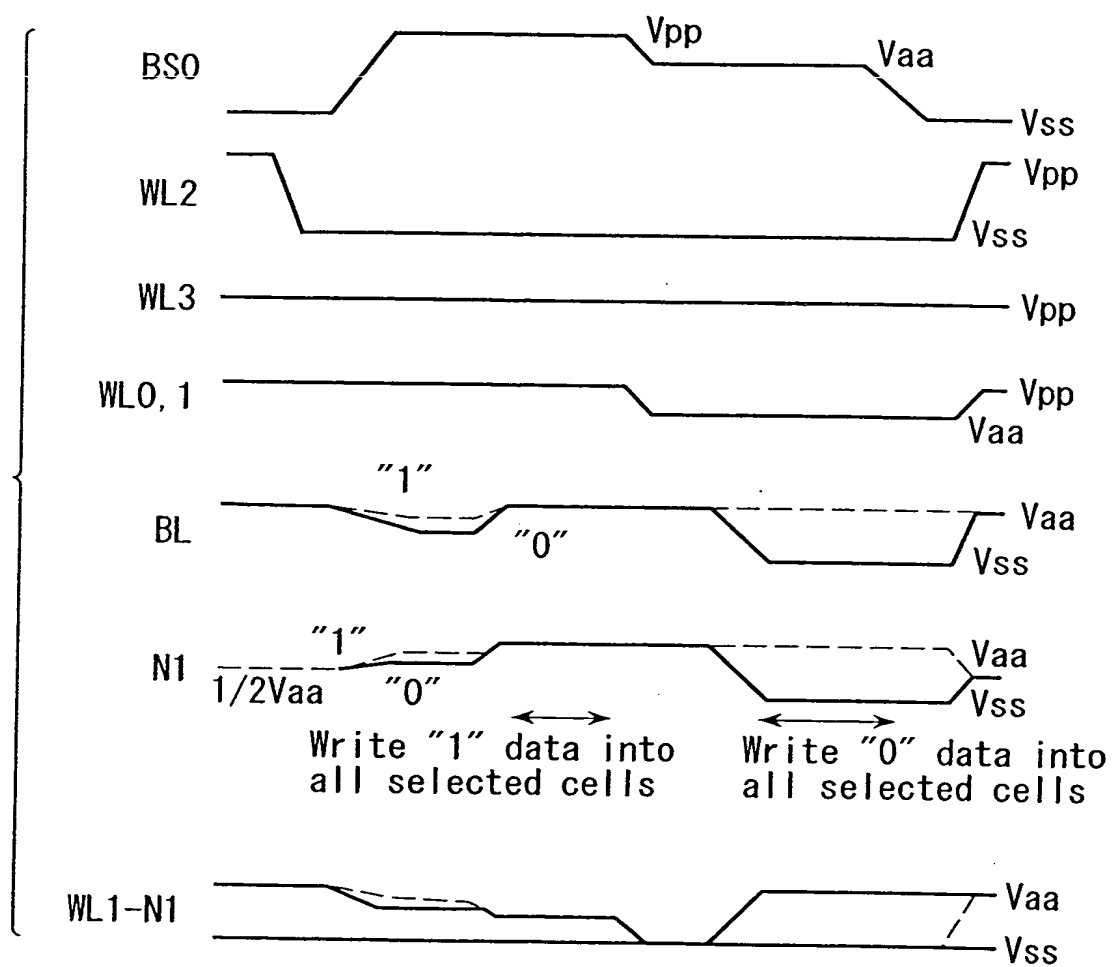 Vpp
Vaa
BS0
Vss
WL2
Vpp
Vss
WL3
Vpp
WL0, 1
Vpp
Vaa
"1"
BL
"0"
Vaa
Vss
"1"
N1
Vaa
1/2Vaa
"0"
Vss
Write "1" data into
all selected cells
Write "0" data into
all selected cells
WL1-N1
Vaa
Vss